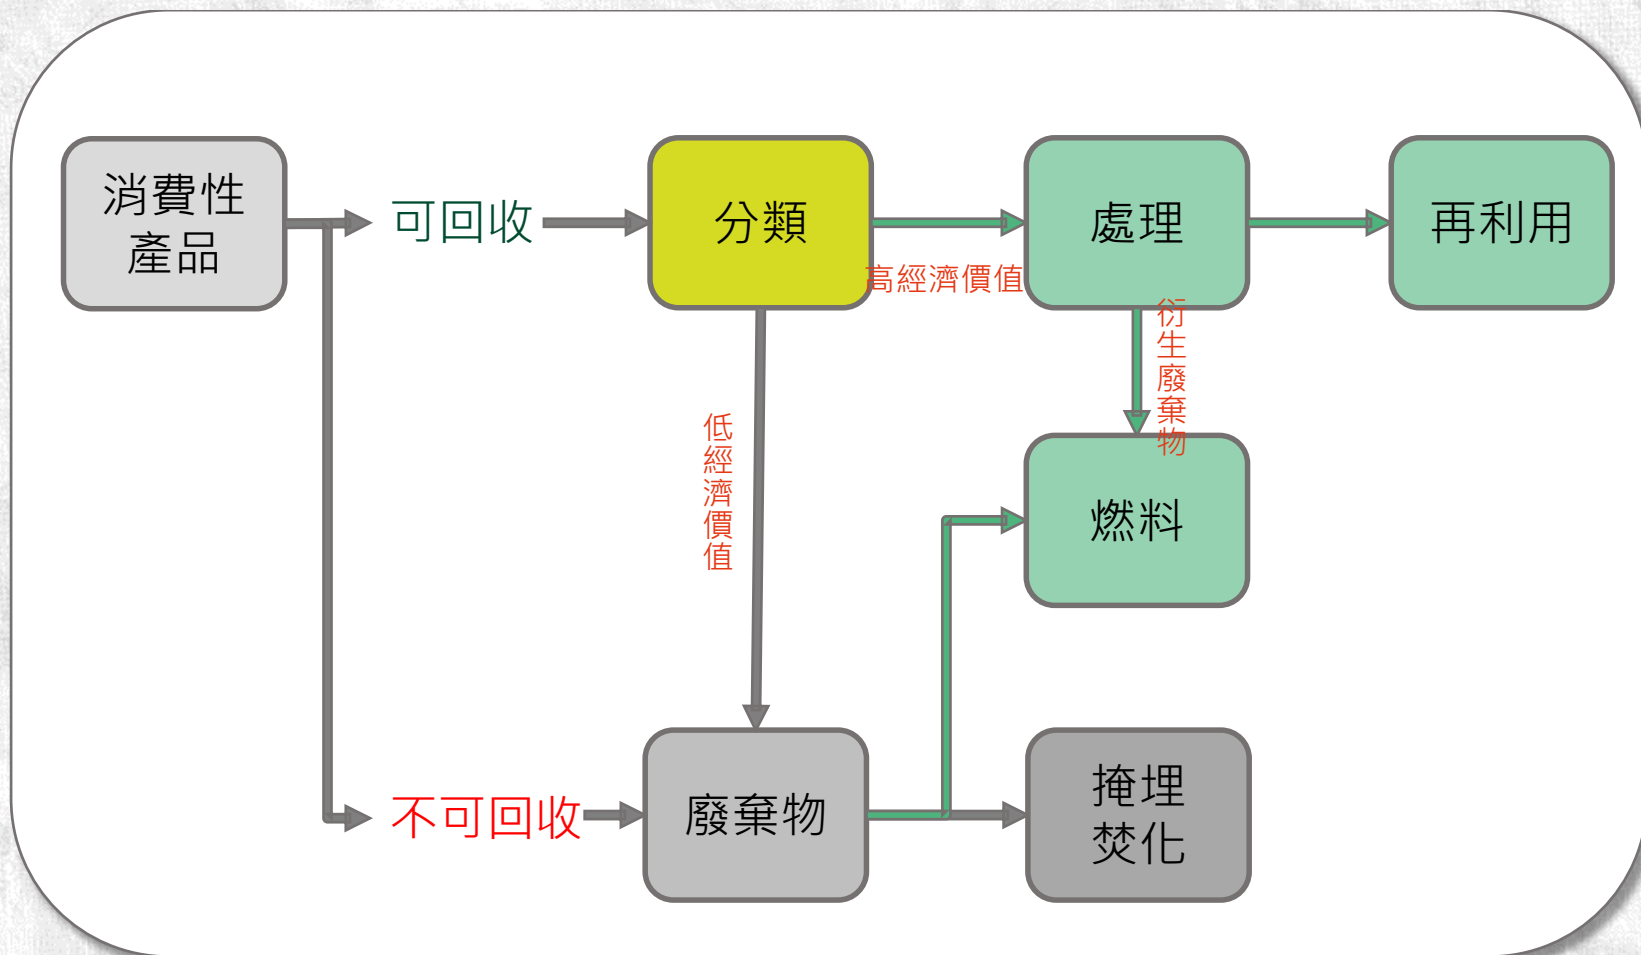 消費性
產品
可回收
分類
處理
再利用
高經濟價值
衍生廢棄物
低經濟價值
燃料
不可回收
廢棄物
掩埋
焚化